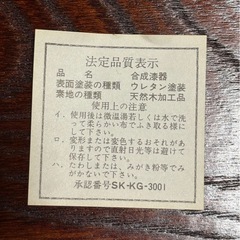 法定品質表示
品名 合成漆器
表面塗装の種類 ウレタン塗装
素地の種類 天然木加工品
使用上の注意
イ、使用後は微温湯若しくは水で洗
って柔らかい布でふき取る様に
して下さい。
ロ、変形または変色するおそれがあ
りますので直射日光等は避けて
保存して下さい。
ハ、たわしまたは、みがき粉等でみ
がかないで下さい。
承認番号SK-KG-3001